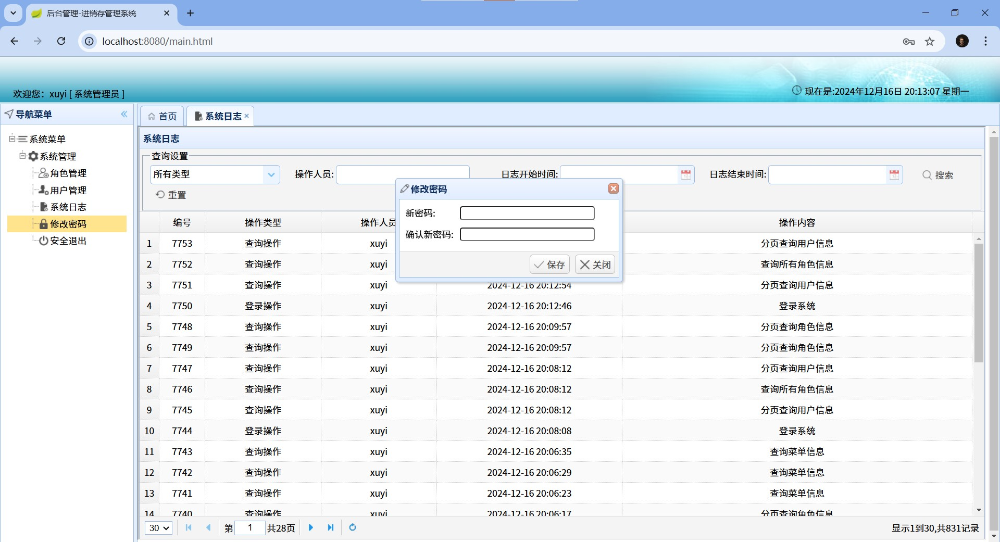 后台管理-进销存管理系统
localhost:8080/main.html
欢迎您：xuyi [ 系统管理员 ]
现在是:2024年12月16日 20:13:07 星期一
导航菜单
系统菜单
系统管理
角色管理
用户管理
系统日志
修改密码
安全退出
首页
系统日志
系统日志
查询设置
所有类型 操作人员: 日志开始时间: 日志结束时间: 搜索
重置
修改密码
新密码:
确认新密码:
保存 关闭
编号 操作类型 操作人员 操作内容
1 7753 查询操作 xuyi 分页查询用户信息
2 7752 查询操作 xuyi 查询所有角色信息
3 7751 查询操作 xuyi 2024-12-16 20:12:54 分页查询用户信息
4 7750 登录操作 xuyi 2024-12-16 20:12:46 登录系统
5 7748 查询操作 xuyi 2024-12-16 20:09:57 分页查询角色信息
6 7749 查询操作 xuyi 2024-12-16 20:09:57 分页查询角色信息
7 7747 查询操作 xuyi 2024-12-16 20:08:12 分页查询用户信息
8 7746 查询操作 xuyi 2024-12-16 20:08:12 查询所有角色信息
9 7745 查询操作 xuyi 2024-12-16 20:08:12 分页查询用户信息
10 7744 登录操作 xuyi 2024-12-16 20:08:08 登录系统
11 7743 查询操作 xuyi 2024-12-16 20:06:35 查询菜单信息
12 7742 查询操作 xuyi 2024-12-16 20:06:29 查询菜单信息
13 7741 查询操作 xuyi 2024-12-16 20:06:23 查询菜单信息
14 7740 查询操作 xuyi 2024-12-16 20:06:17 分页查询角色信息
30 第 1 共28页 显示1到30,共831记录